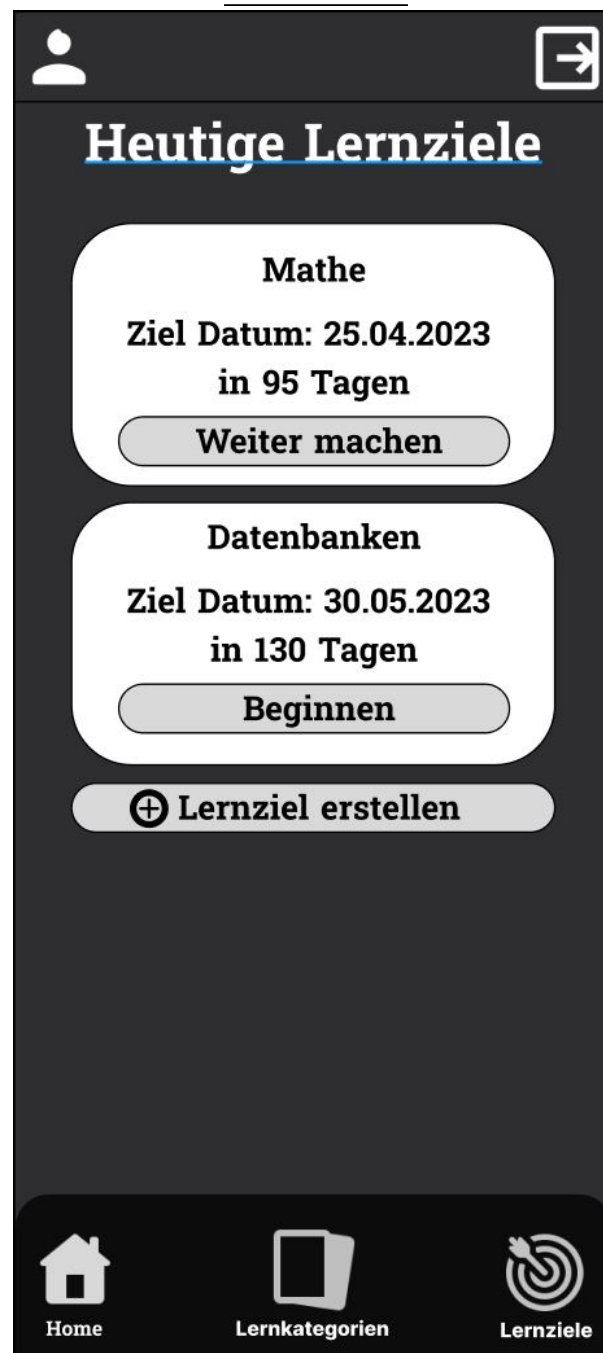 Heutige Lernziele
Mathe
Ziel Datum: 25.04.2023
in 95 Tagen
Weiter machen
Datenbanken
Ziel Datum: 30.05.2023
in 130 Tagen
Beginnen
Lernziel erstellen
Home
Lernkategorien
Lernziele